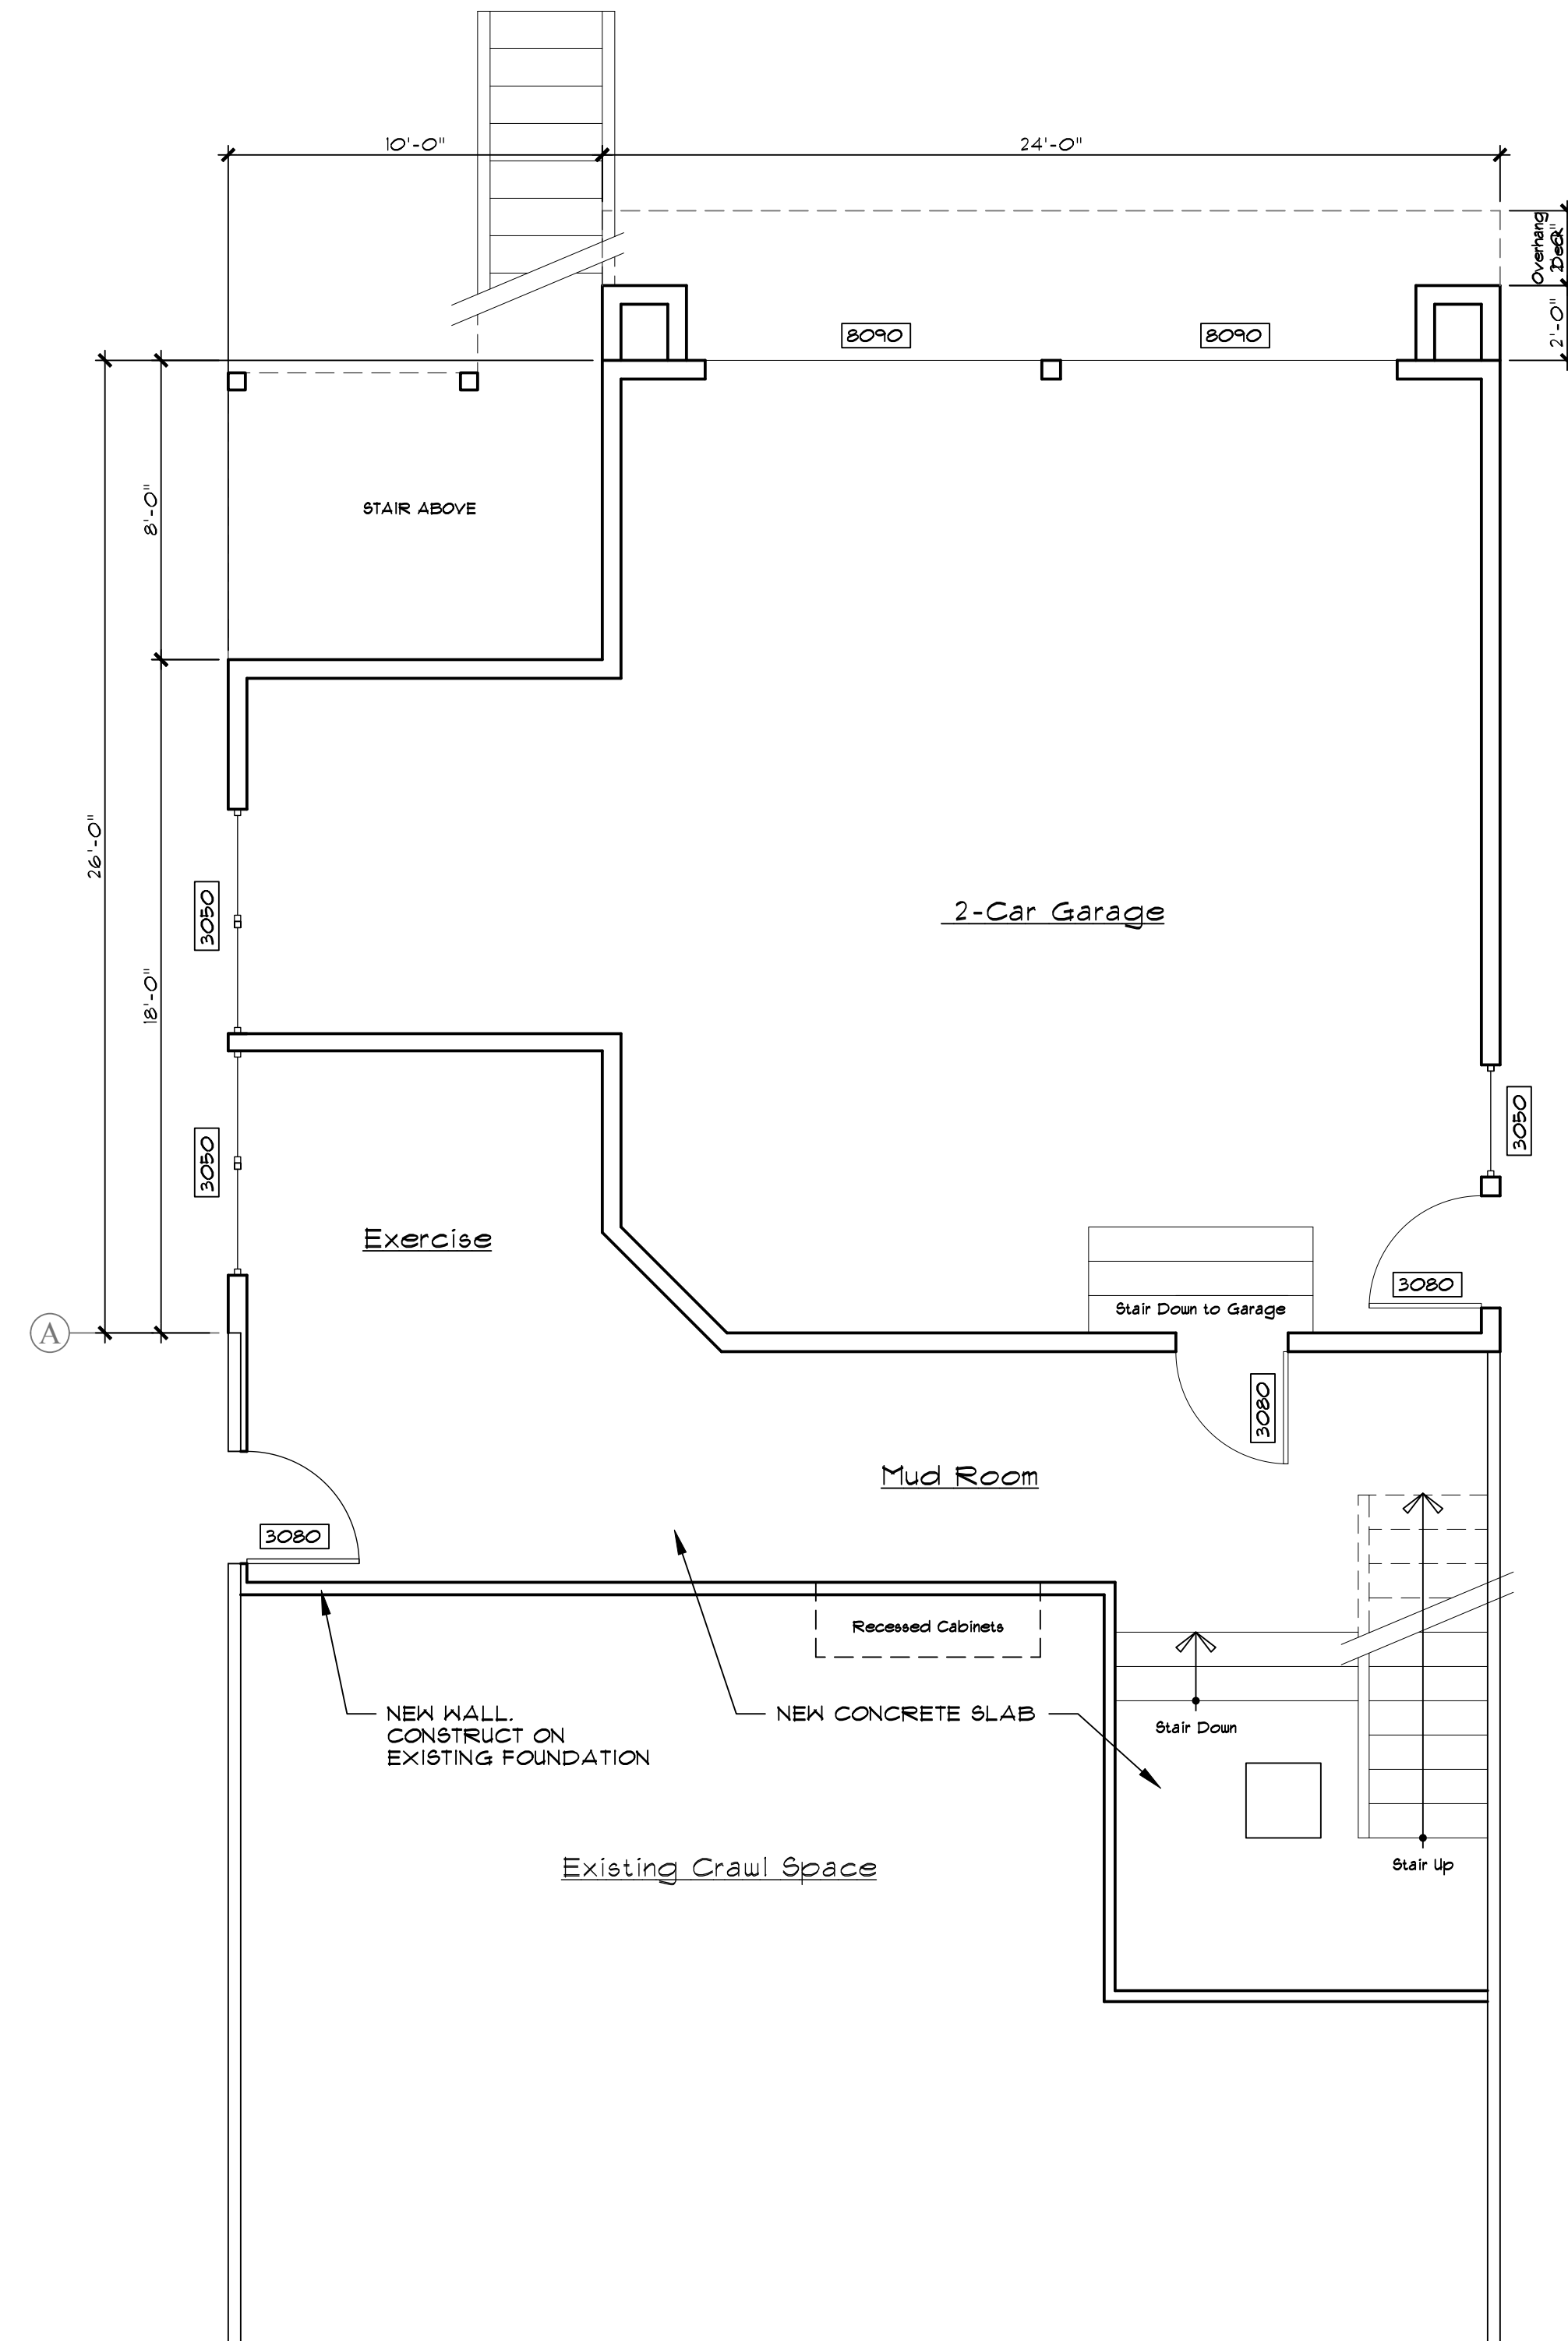 10'-0"
24'-0"
Overhang
Deck
2'-0"
8090
8090
8'-0"
STAIR ABOVE
26'-0"
2-Car Garage
3050
18'-0"
3050
3050
Exercise
3080
Stair Down to Garage
A
3080
Mud Room
3080
Recessed Cabinets
NEW WALL.
CONSTRUCT ON
EXISTING FOUNDATION
NEW CONCRETE SLAB
Stair Down
Existing Crawl Space
Stair Up